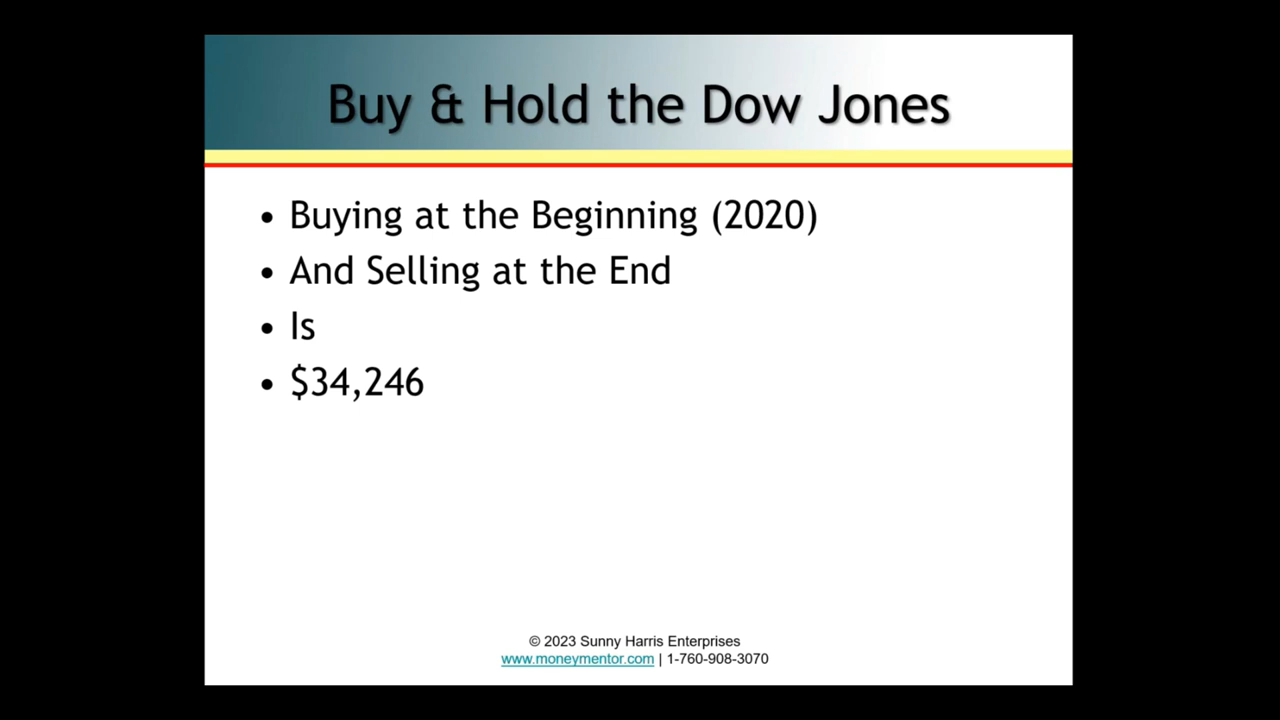 Buy & Hold the Dow Jones
• Buying at the Beginning (2020)
• And Selling at the End
• Is
• $34,246
© 2023 Sunny Harris Enterprises
www.moneymentor.com | 1-760-908-3070